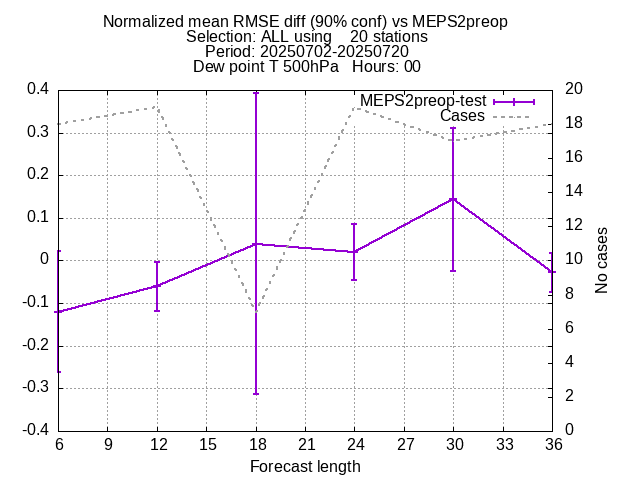 Normalized mean RMSE diff (90% conf) vs MEPS2preop
Selection: ALL using    20 stations
Period: 20250702-20250720
Dew point T 500hPa   Hours: 00
MEPS2preop-test
Cases
0.4
0.3
0.2
0.1
0
-0.1
-0.2
-0.3
-0.4
20
18
16
14
12
10
8
6
4
2
0
No cases
6 9 12 15 18 21 24 27 30 33 36
Forecast length